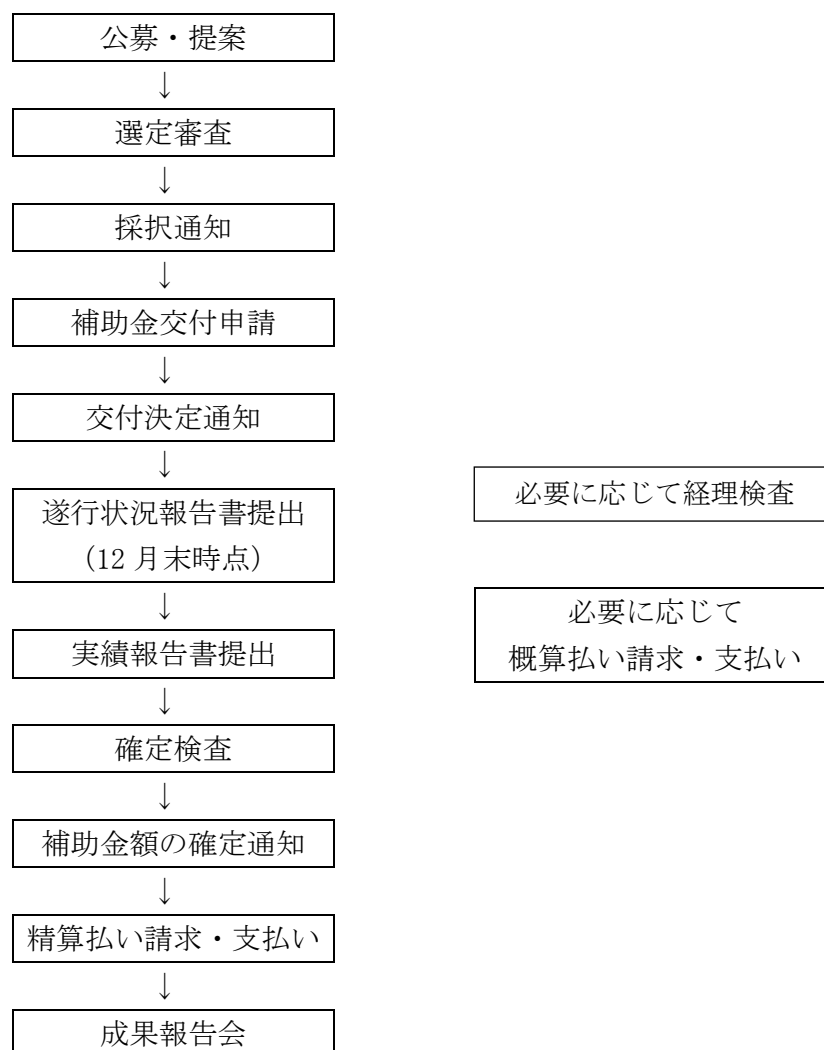 公募・提案
↓
選定審査
↓
採択通知
↓
補助金交付申請
↓
交付決定通知
↓
遂行状況報告書提出
(12 月末時点)
↓
実績報告書提出
↓
確定検査
↓
補助金額の確定通知
↓
精算払い請求・支払い
↓
成果報告会
必要に応じて経理検査
必要に応じて
概算払い請求・支払い